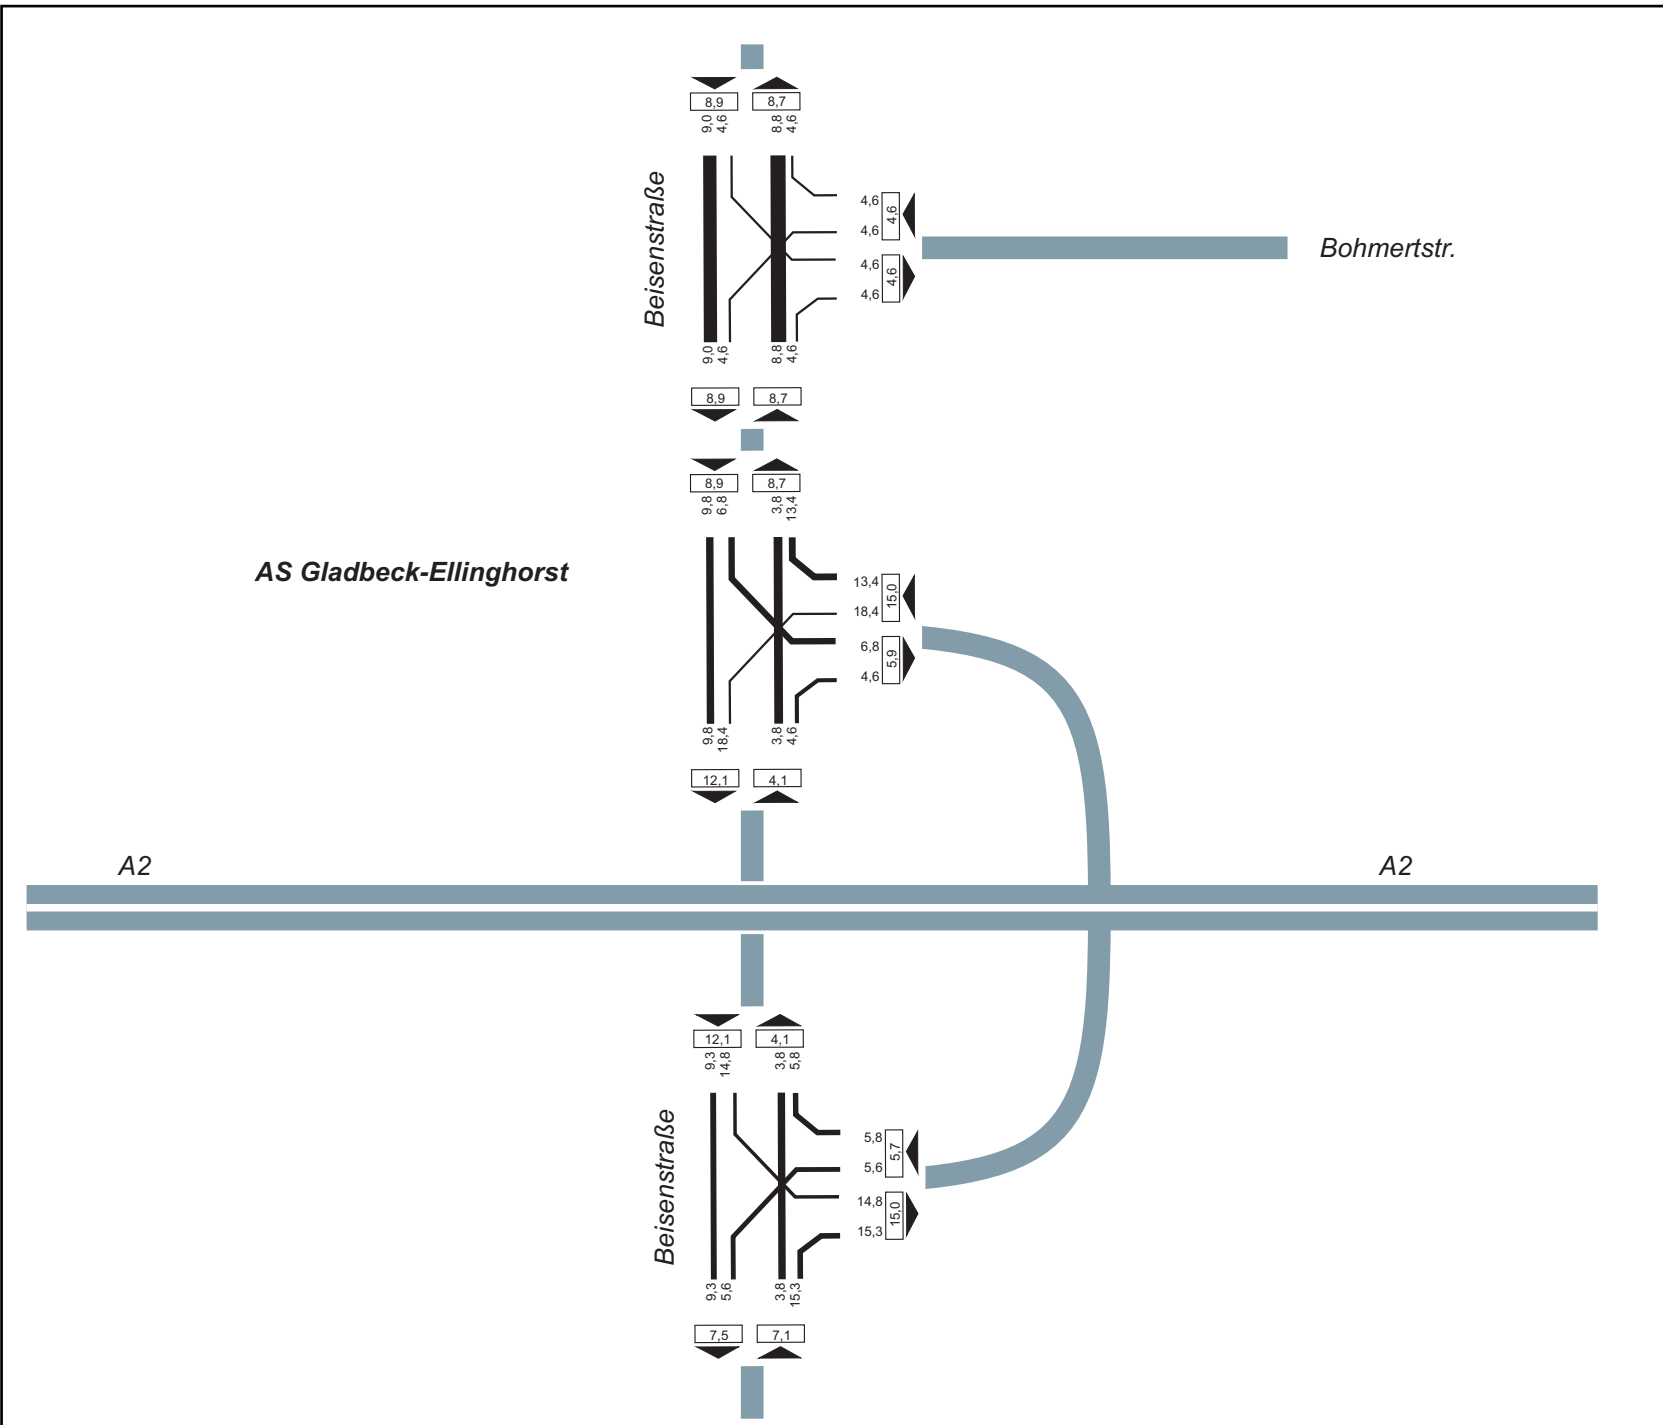 8,9 8,7
9,0 4,6 8,8 4,6
Beisenstraße
4,6 4,6
4,6
4,6 4,6
4,6
Bohmertstr.
9,0 4,6 8,8 4,6
8,9 8,7
8,9 8,7
9,8 6,8 3,8 13,4
AS Gladbeck-Ellinghorst
13,4 15,0
18,4
6,8 5,9
4,6
9,8 18,4 3,8 4,6
12,1 4,1
A2 A2
12,1 4,1
9,3 14,8 3,8 5,8
Beisenstraße
5,8 5,7
5,6
14,8 15,0
15,3
9,3 5,6 3,8 15,3
7,5 7,1